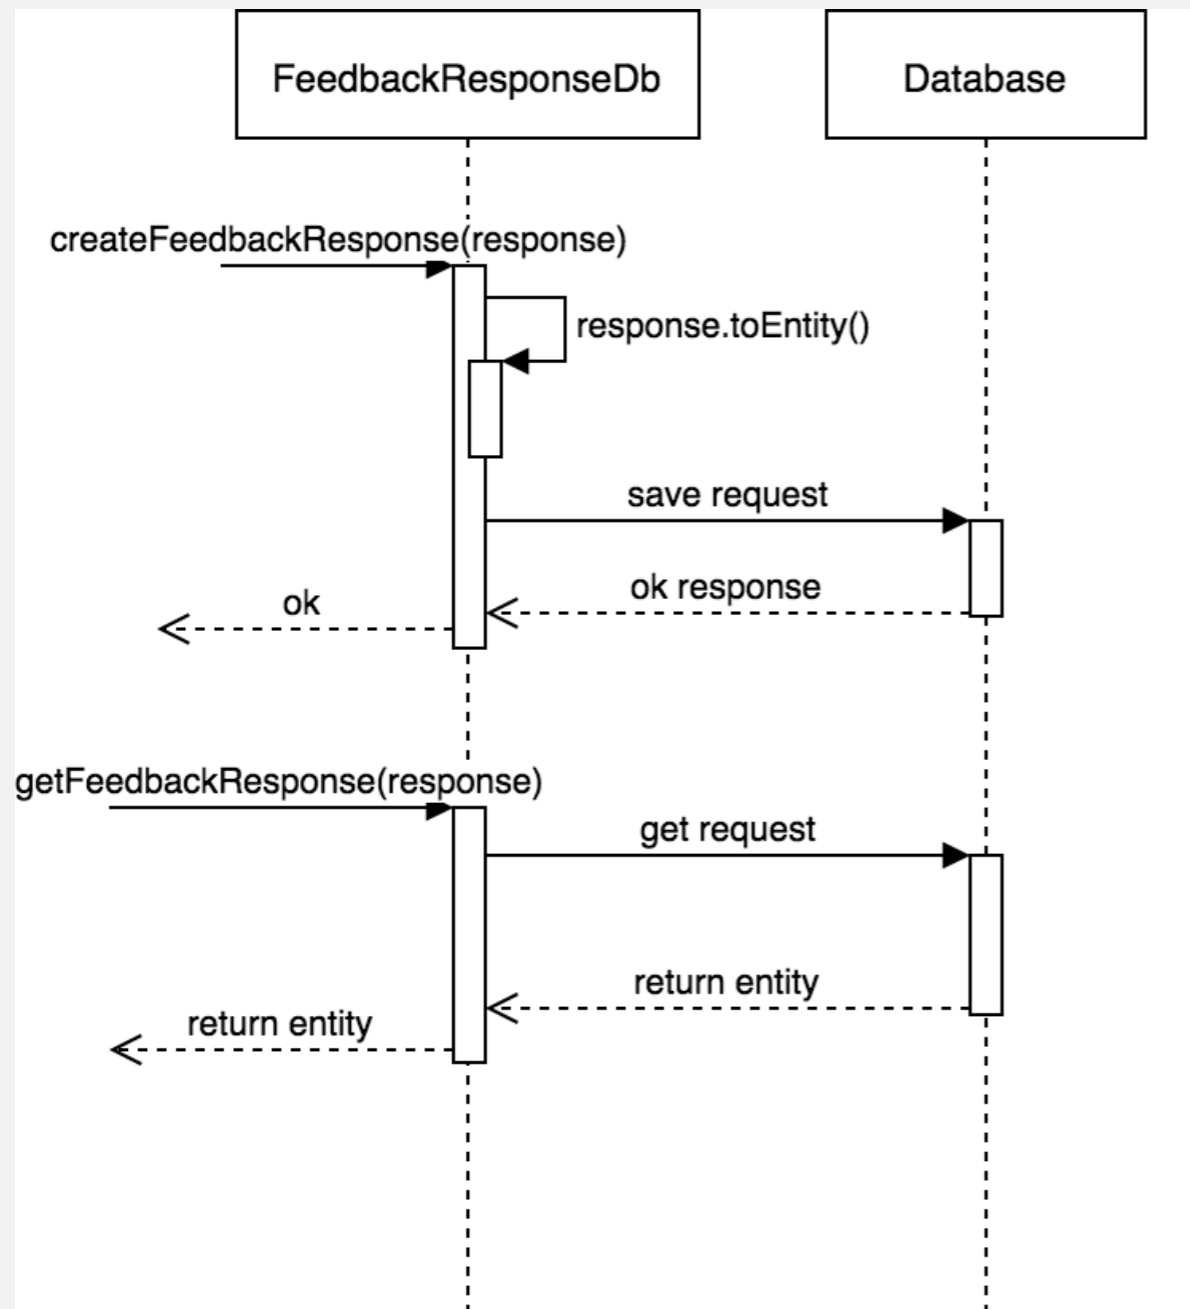 FeedbackResponseDb
Database
createFeedbackResponse(response)
response.toEntity()
save request
ok response
ok
getFeedbackResponse(response)
get request
return entity
return entity